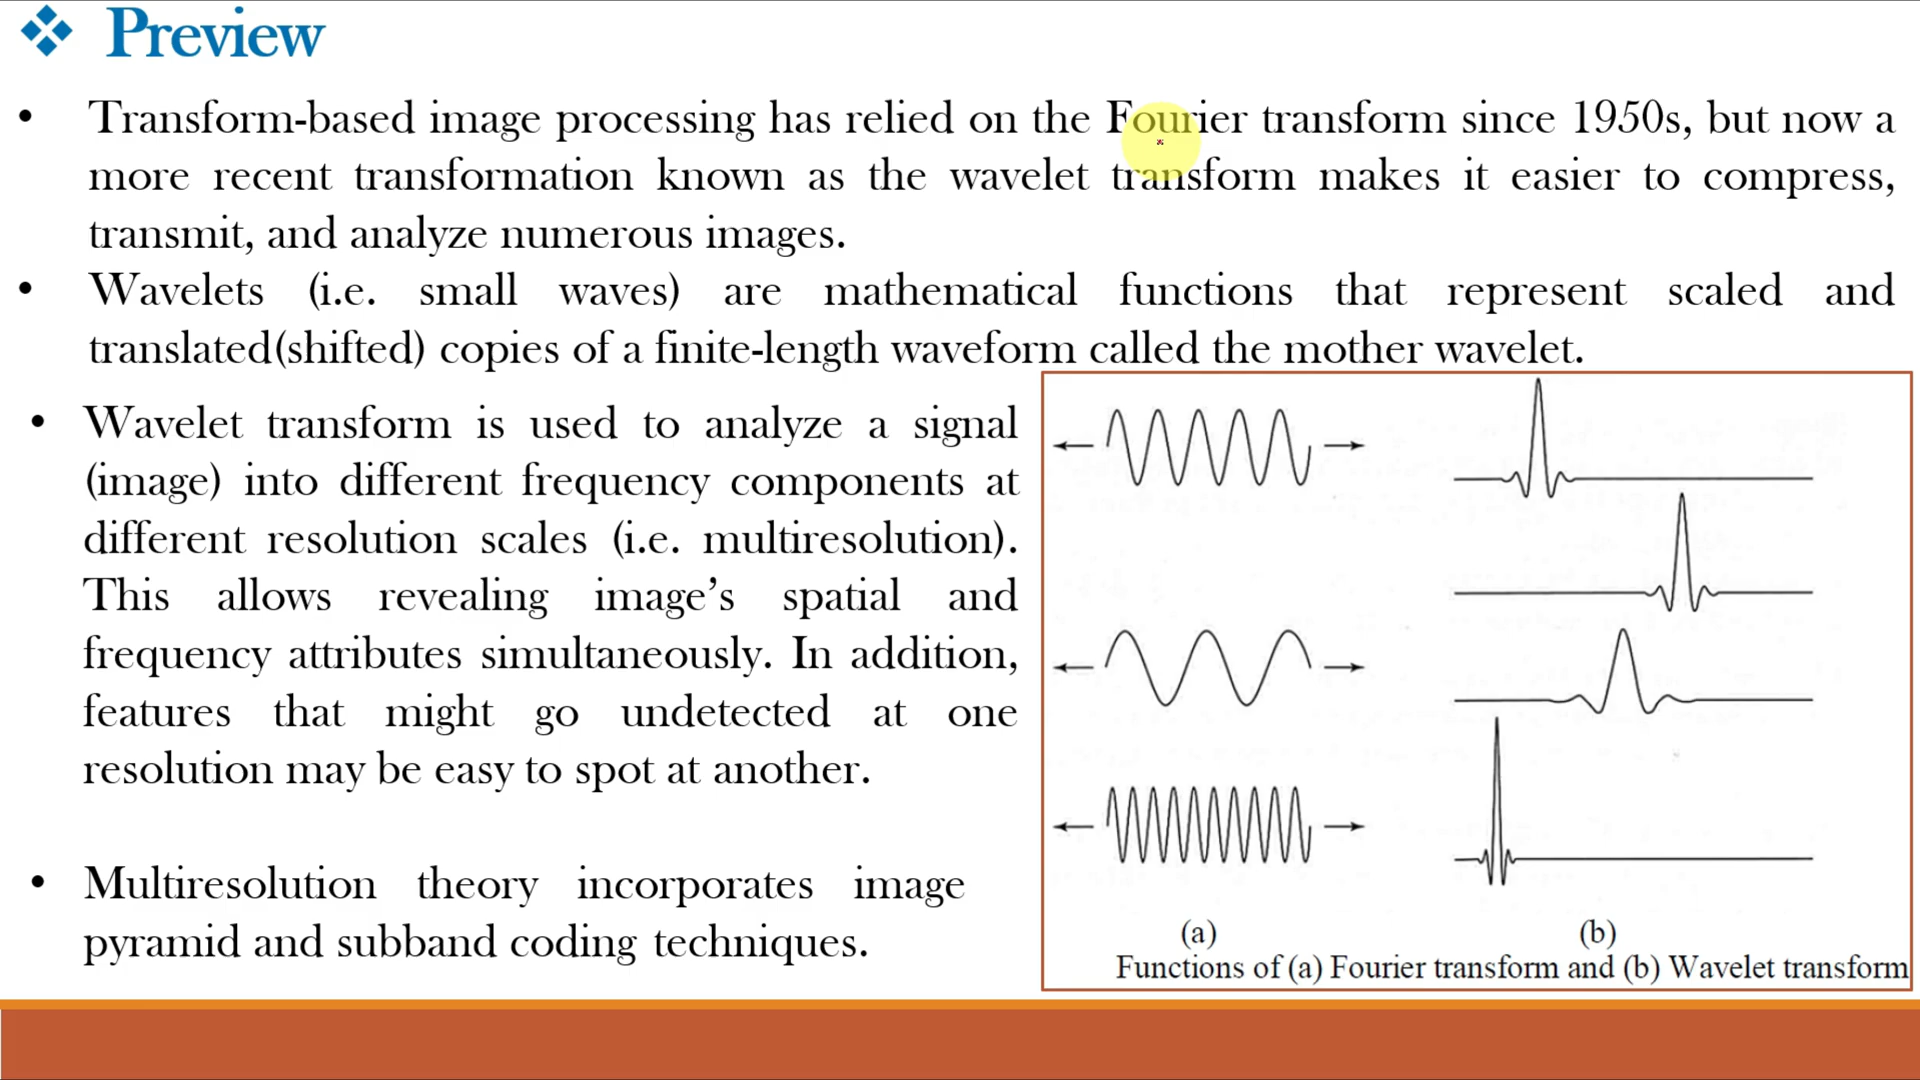 Preview
• Transform-based image processing has relied on the Fourier transform since 1950s, but now a
more recent transformation known as the wavelet transform makes it easier to compress,
transmit, and analyze numerous images.
• Wavelets (i.e. small waves) are mathematical functions that represent scaled and
translated(shifted) copies of a finite-length waveform called the mother wavelet.
• Wavelet transform is used to analyze a signal
(image) into different frequency components at
different resolution scales (i.e. multiresolution).
This allows revealing image’s spatial and
frequency attributes simultaneously. In addition,
features that might go undetected at one
resolution may be easy to spot at another.
• Multiresolution theory incorporates image
pyramid and subband coding techniques.
(a) (b)
Functions of (a) Fourier transform and (b) Wavelet transform